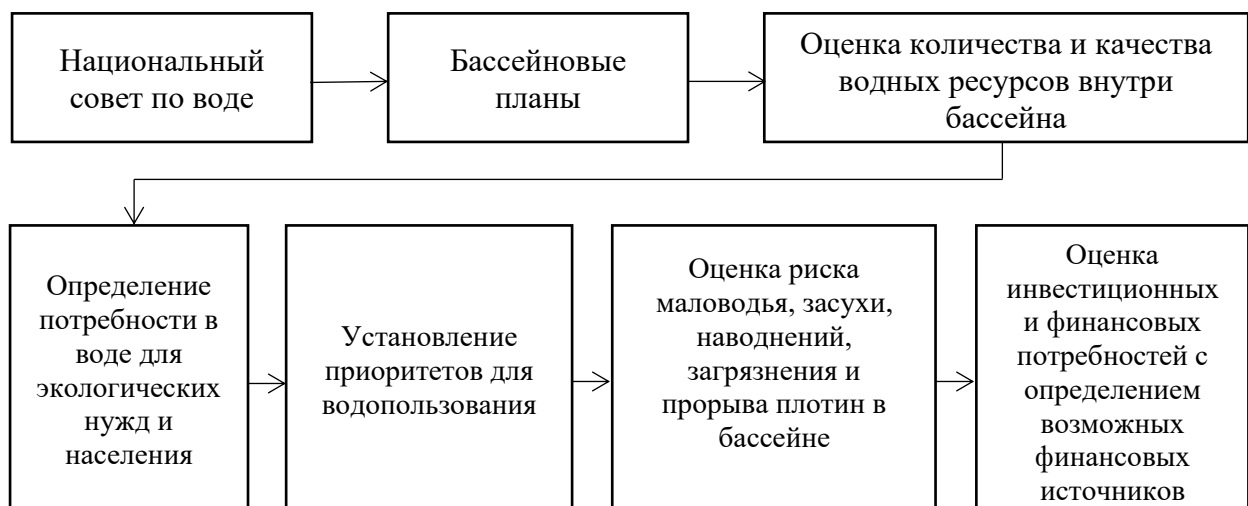 Национальный
совет по воде
Бассейновые
планы
Оценка количества и качества
водных ресурсов внутри
бассейна
Определение
потребности в
воде для
экологических
нужд и
населения
Установление
приоритетов для
водопользования
Оценка риска
маловодья, засухи,
наводнений,
загрязнения и
прорыва плотин в
бассейне
Оценка
инвестиционных
и финансовых
потребностей с
определением
возможных
финансовых
источников